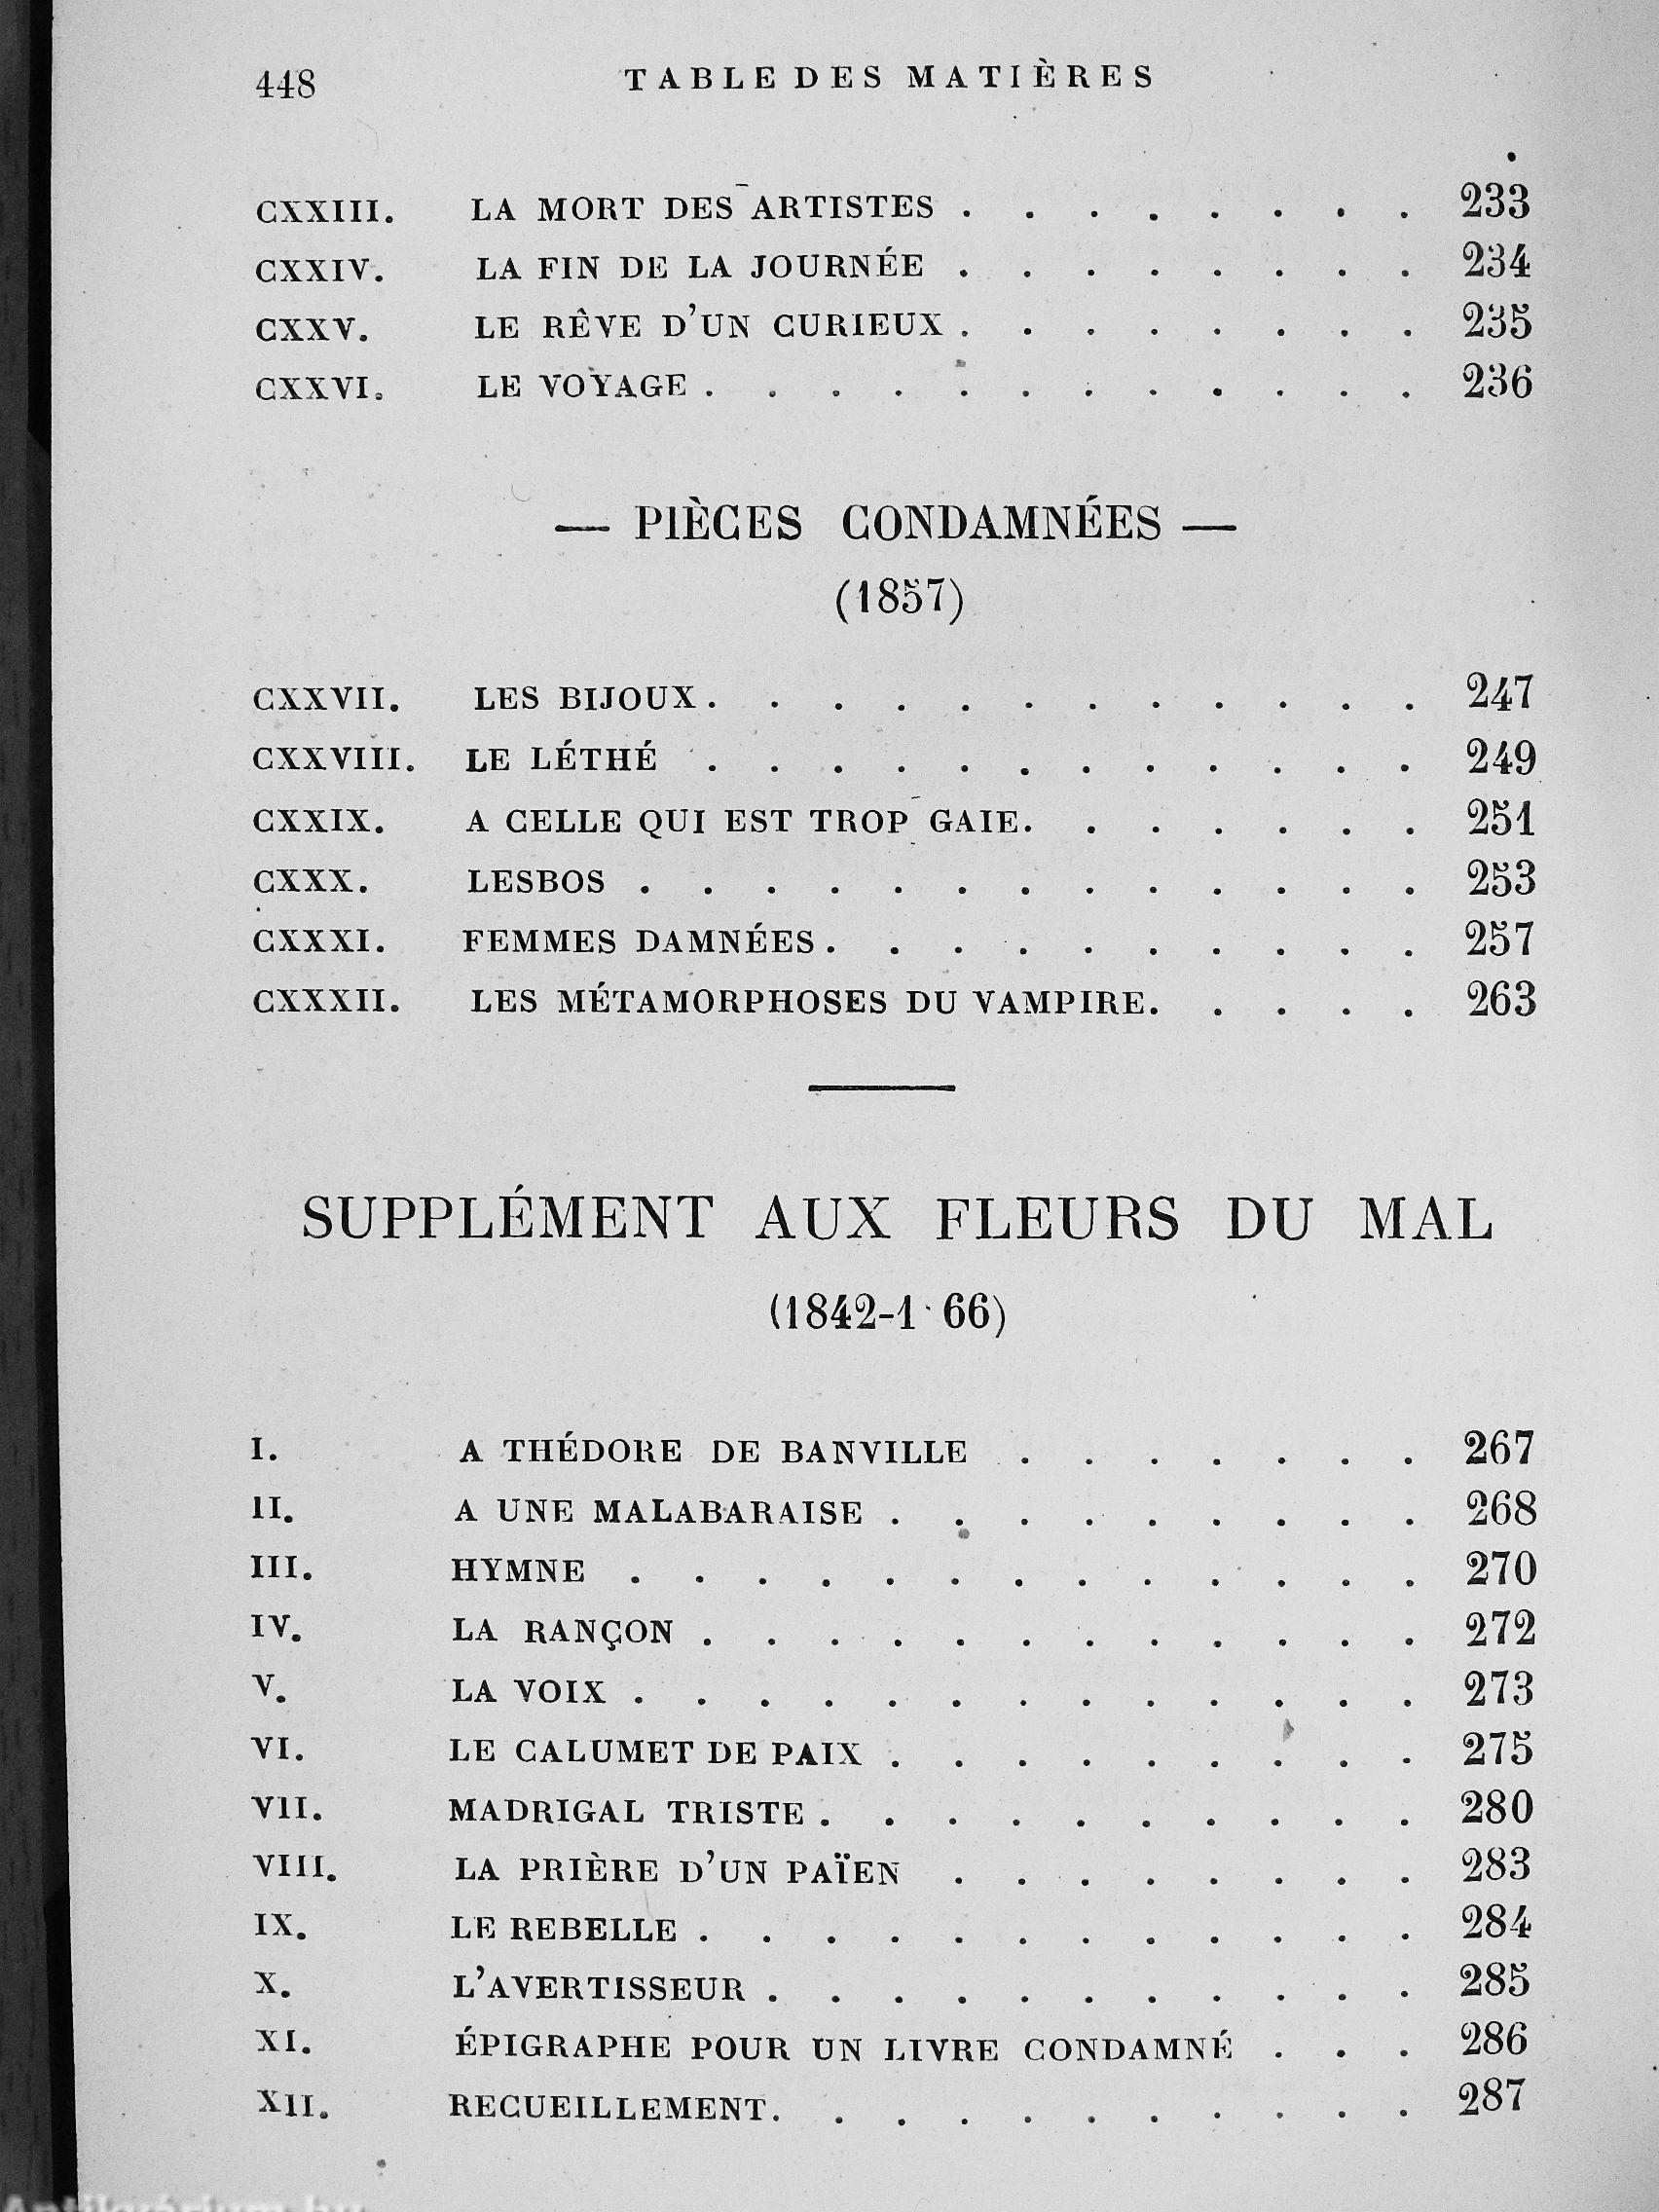 448 TABLE DES MATIÈRES
CXXIII. LA MORT DES ARTISTES . . . . . . . . 233
CXXIV. LA FIN DE LA JOURNÉE . . . . . . . . 234
CXXV. LE RÊVE D'UN CURIEUX . . . . . . . . 235
CXXVI. LE VOYAGE . . . . . . . . . . . . 236
— PIÈCES CONDAMNÉES —
(1857)
CXXVII. LES BIJOUX . . . . . . . . . . . . 247
CXXVIII. LE LÉTHÉ . . . . . . . . . . . . 249
CXXIX. A CELLE QUI EST TROP GAIE . . . . . . . 251
CXXX. LESBOS . . . . . . . . . . . . . 253
CXXXI. FEMMES DAMNÉES . . . . . . . . . . 257
CXXXII. LES MÉTAMORPHOSES DU VAMPIRE . . . . . 263
SUPPLÉMENT AUX FLEURS DU MAL
(1842-1 66)
I. A THÉDORE DE BANVILLE . . . . . . . 267
II. A UNE MALABARAISE . . . . . . . . . 268
III. HYMNE . . . . . . . . . . . . . 270
IV. LA RANÇON . . . . . . . . . . . . 272
V. LA VOIX . . . . . . . . . . . . . 273
VI. LE CALUMET DE PAIX . . . . . . . . . 275
VII. MADRIGAL TRISTE . . . . . . . . . . 280
VIII. LA PRIÈRE D'UN PAÏEN . . . . . . . . 283
IX. LE REBELLE . . . . . . . . . . . . 284
X. L'AVERTISSEUR . . . . . . . . . . . 285
XI. ÉPIGRAPHE POUR UN LIVRE CONDAMNÉ . . . 286
XII. RECUEILLEMENT . . . . . . . . . . . 287